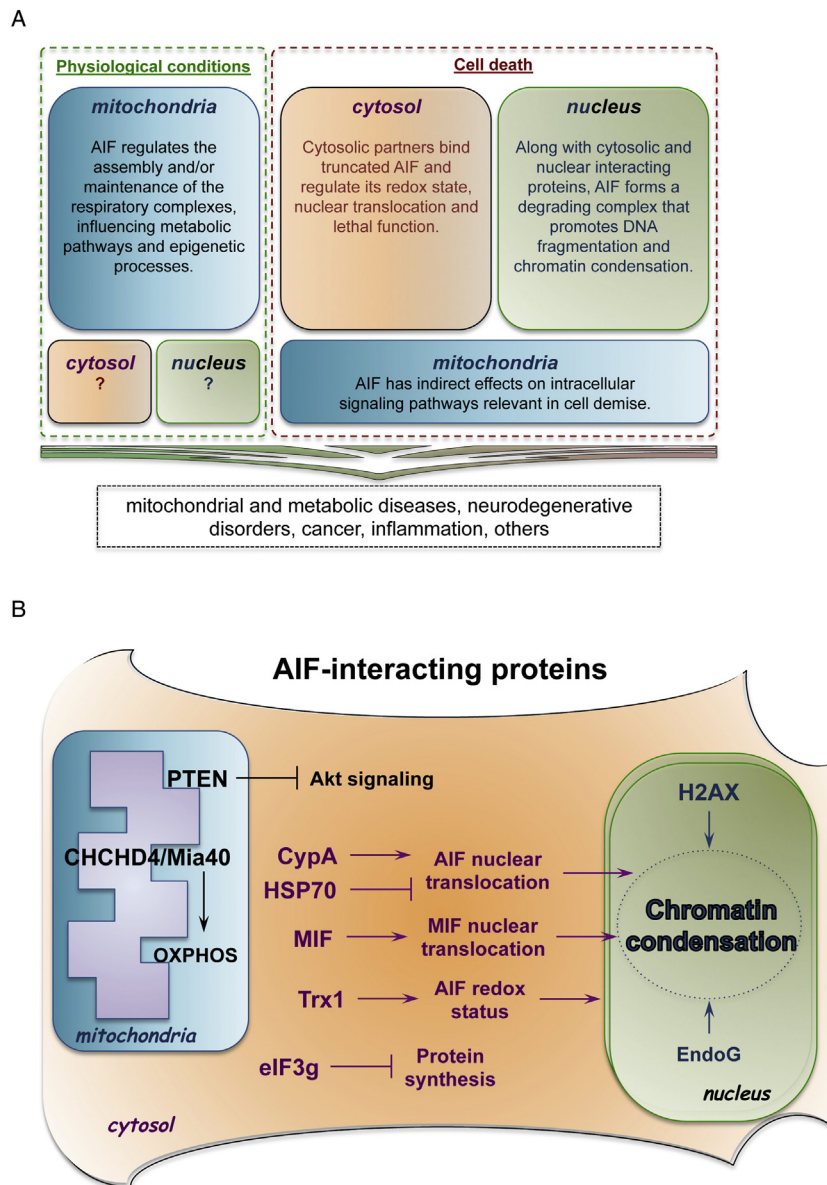 A
Physiological conditions
mitochondria
AIF regulates the
assembly and/or
maintenance of the
respiratory complexes,
influencing metabolic
pathways and epigenetic
processes.
cytosol
?
nucleus
?
Cell death
cytosol
Cytosolic partners bind
truncated AIF and
regulate its redox state,
nuclear translocation and
lethal function.
nucleus
Along with cytosolic and
nuclear interacting
proteins, AIF forms a
degrading complex that
promotes DNA
fragmentation and
chromatin condensation.
mitochondria
AIF has indirect effects on intracellular
signaling pathways relevant in cell demise.
mitochondrial and metabolic diseases, neurodegenerative
disorders, cancer, inflammation, others
B
AIF-interacting proteins
PTEN
Akt signaling
CHCHD4/Mia40
OXPHOS
mitochondria
CypA
HSP70
AIF nuclear
translocation
MIF
MIF nuclear
translocation
Trx1
AIF redox
status
eIF3g
Protein
synthesis
cytosol
H2AX
Chromatin
condensation
EndoG
nucleus